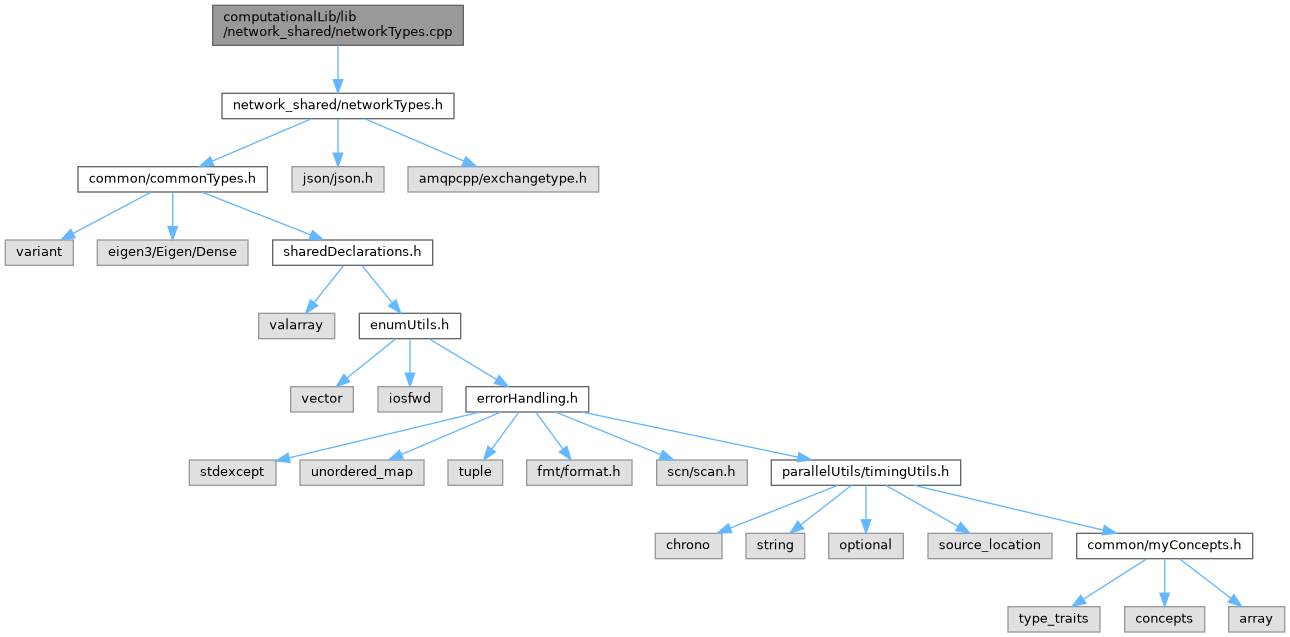 computationalLib/lib
/network_shared/networkTypes.cpp
network_shared/networkTypes.h
common/commonTypes.h
json/json.h
amqpcpp/exchangetype.h
variant
eigen3/Eigen/Dense
sharedDeclarations.h
valarray
enumUtils.h
vector
iosfwd
errorHandling.h
stdexcept
unordered_map
tuple
fmt/format.h
scn/scan.h
parallelUtils/timingUtils.h
chrono
string
optional
source_location
common/myConcepts.h
type_traits
concepts
array